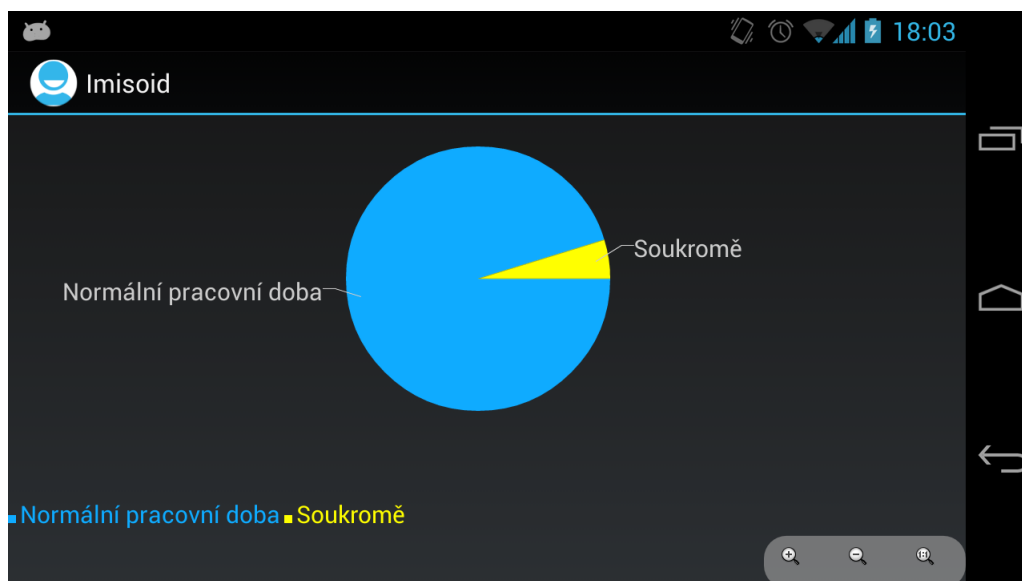 18:03
Imisoid
Soukromě
Normální pracovní doba
Normální pracovní doba Soukromě